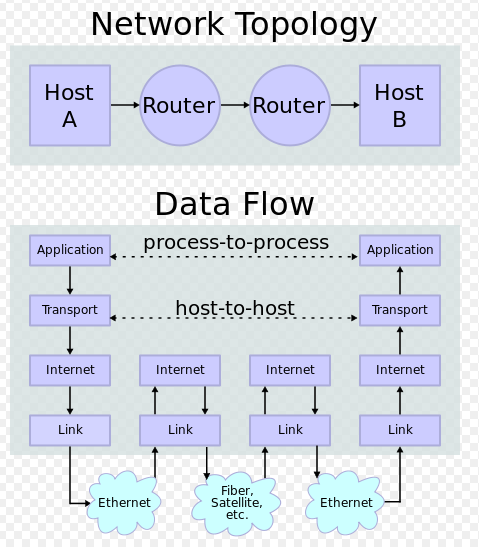 Network Topology
Host
A
Router
Router
Host
B
Data Flow
Application
process-to-process
Application
Transport
host-to-host
Transport
Internet
Internet
Internet
Internet
Link
Link
Link
Link
Ethernet
Fiber,
Satellite,
etc.
Ethernet